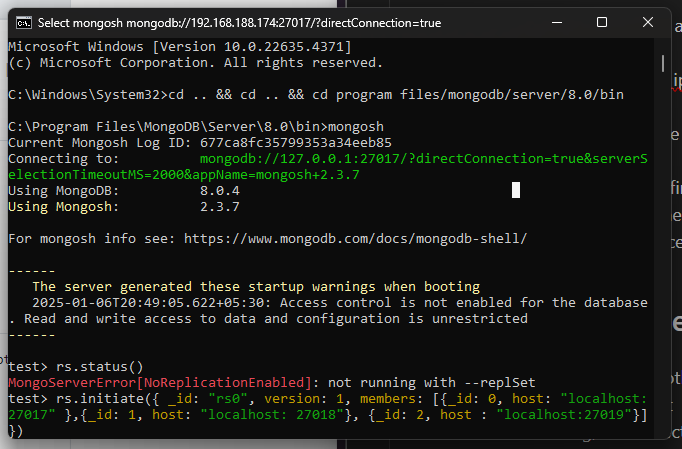 Select mongosh mongodb://192.168.188.174:27017/?directConnection=true
Microsoft Windows [Version 10.0.22635.4371]
(c) Microsoft Corporation. All rights reserved.
C:\Windows\System32>cd .. && cd .. && cd program files/mongodb/server/8.0/bin
C:\Program Files\MongoDB\Server\8.0\bin>mongosh
Current Mongosh Log ID: 677ca8fc35799353a34eeb85
Connecting to: mongodb://127.0.0.1:27017/?directConnection=true&serverS
electionTimeoutMS=2000&appName=mongosh+2.3.7
Using MongoDB: 8.0.4
Using Mongosh: 2.3.7
For mongosh info see: https://www.mongodb.com/docs/mongodb-shell/
------
The server generated these startup warnings when booting
2025-01-06T20:49:05.622+05:30: Access control is not enabled for the database
. Read and write access to data and configuration is unrestricted
------
test> rs.status()
MongoServerError[NoReplicationEnabled]: not running with --replSet
test> rs.initiate({ _id: "rs0", version: 1, members: [{_id: 0, host: "localhost:
27017" },{_id: 1, host: "localhost: 27018"}, {_id: 2, host : "localhost:27019"}]
})